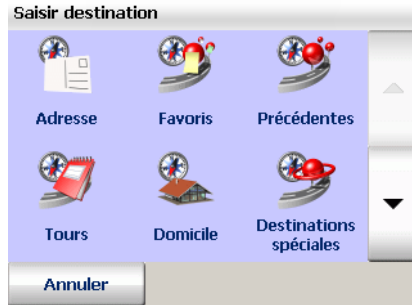 Saisir destination
Adresse
Favoris
Précédentes
Tours
Domicile
Destinations
spéciales
Annuler